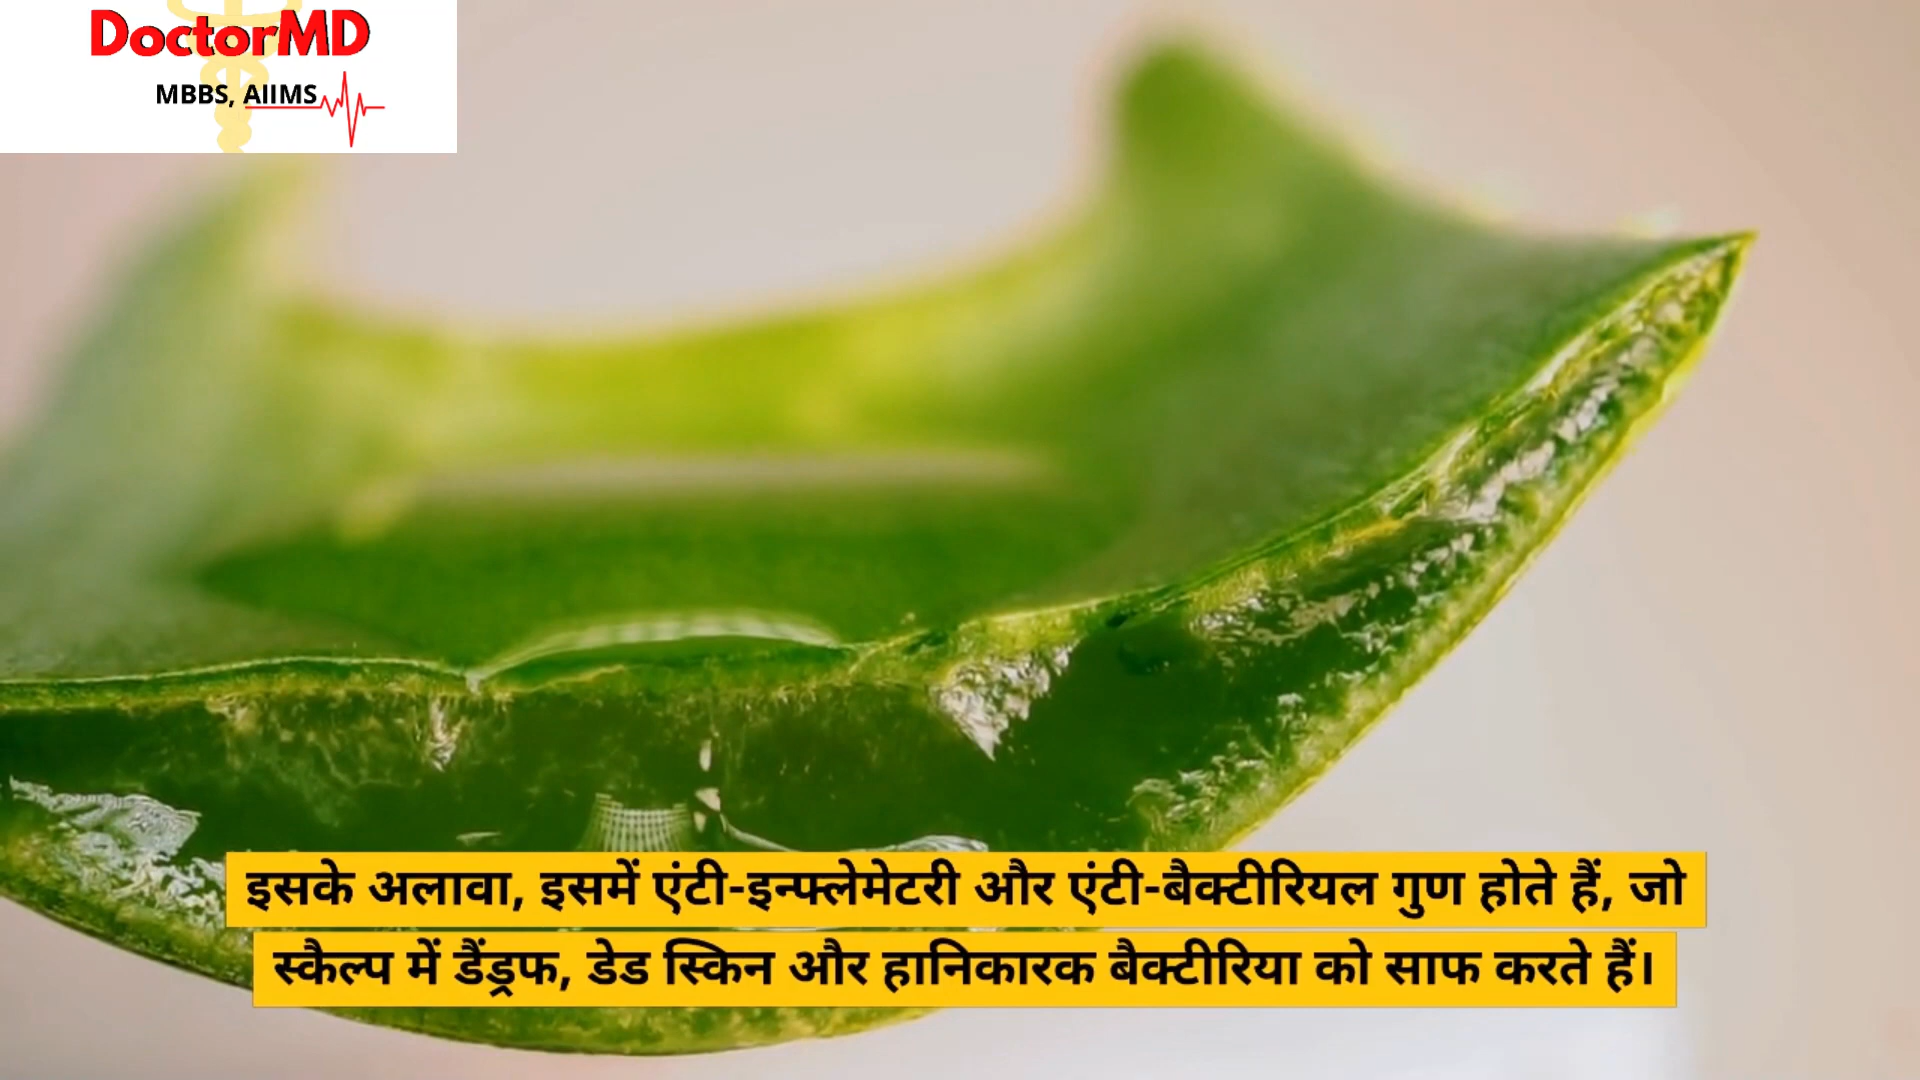 DoctorMD
MBBS, AIIMS
इसके अलावा, इसमें एंटी-इन्फ्लेमेटरी और एंटी-बैक्टीरियल गुण होते हैं, जो
स्कैल्प में डैंड्रफ, डेड स्किन और हानिकारक बैक्टीरिया को साफ करते हैं।